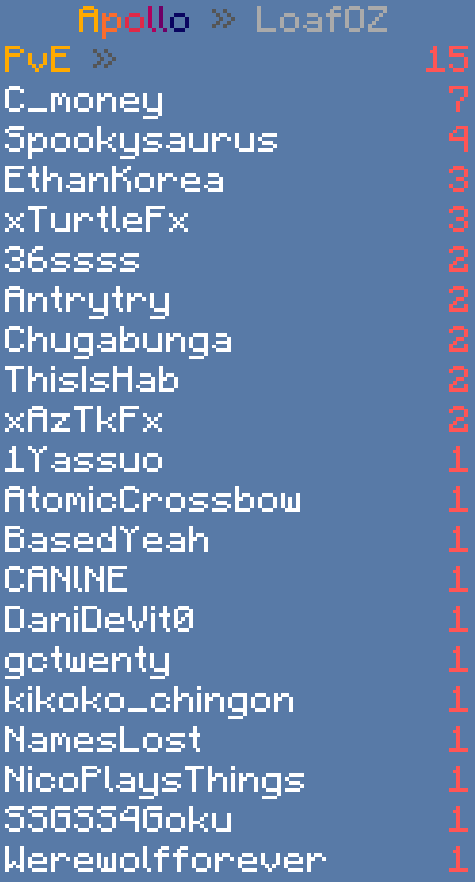 Apollo » LoafOZ
PvE » 15
C_money 7
Spookysaurus 4
EthanKorea 3
xTurtleFx 3
36ssss 2
Antrytry 2
Chugabunga 2
ThisIsHab 2
xAzTkFx 2
1Yassuo 1
AtomicCrossbow 1
BasedYeah 1
CANlNE 1
DaniDeVit0 1
gctwenty 1
kikoko_chingon 1
NamesLost 1
NicoPlaysThings 1
SSGSS4Goku 1
Werewolfforever 1